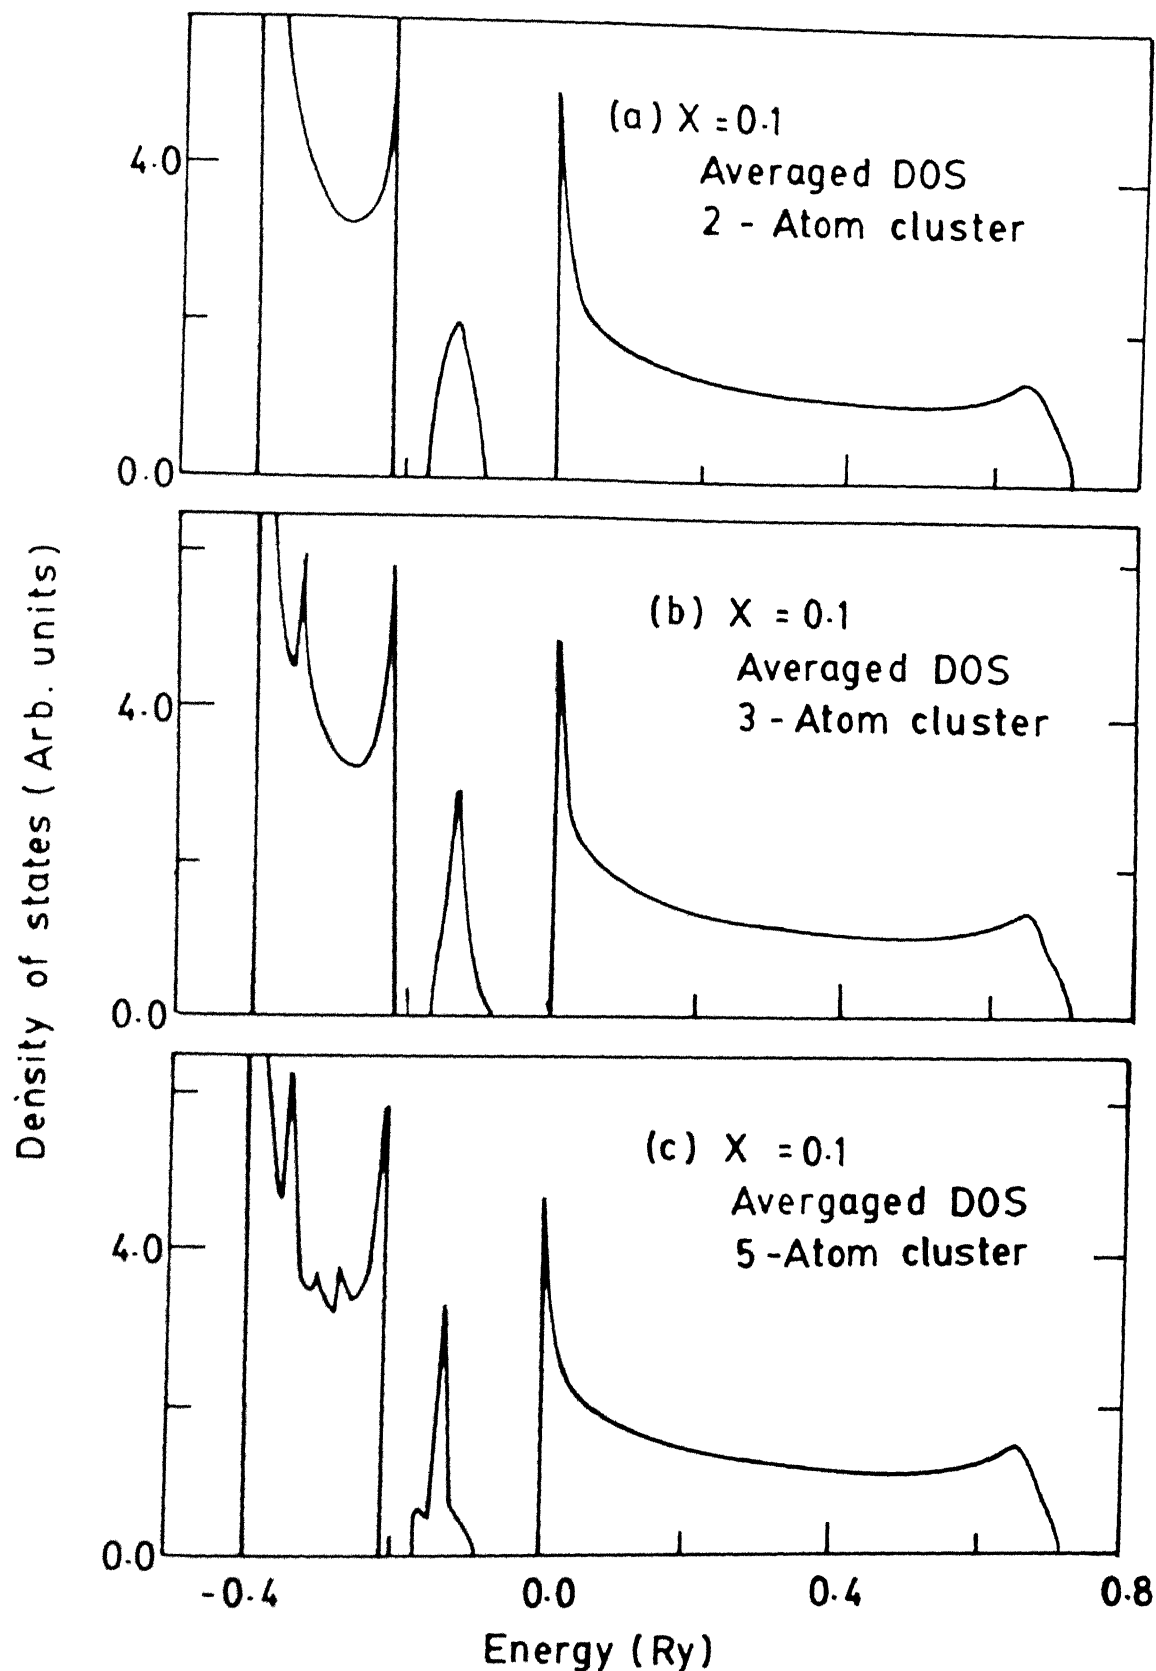 (a) X = 0.1
Averaged DOS
2 - Atom cluster
4.0
0.0
(b) X = 0.1
Averaged DOS
3 - Atom cluster
4.0
0.0
(c) X = 0.1
Avergaged DOS
5 - Atom cluster
4.0
0.0
-0.4 0.0 0.4 0.8
Energy (Ry)
Density of states (Arb. units)